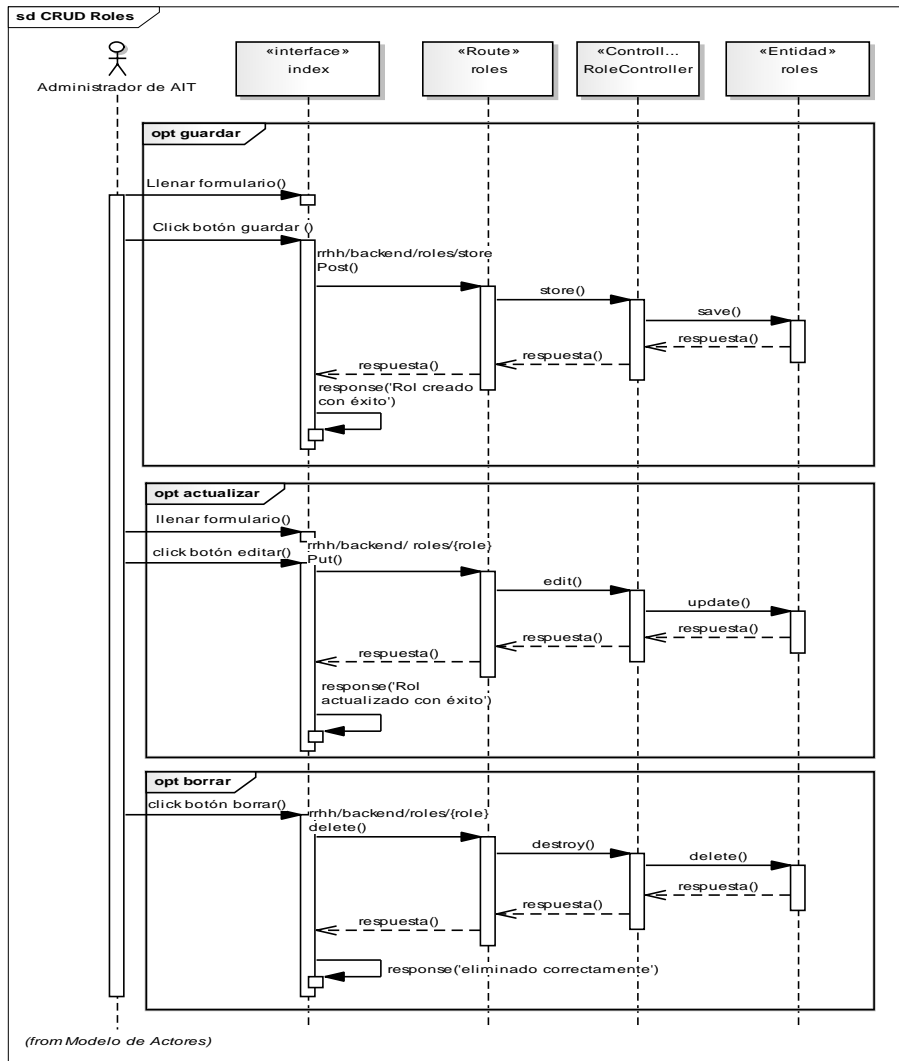 sd CRUD Roles
Administrador de AIT
«interface»
index
«Route»
roles
«Controll...
RoleController
«Entidad»
roles
opt guardar
Llenar formulario()
Click botón guardar ()
rrhh/backend/roles/store
Post()
store()
save()
respuesta()
respuesta()
respuesta()
response('Rol creado
con éxito')
opt actualizar
llenar formulario()
click botón editar()
rrhh/backend/ roles/{role}
Put()
edit()
update()
respuesta()
respuesta()
respuesta()
response('Rol
actualizado con éxito')
opt borrar
click botón borrar()
rrhh/backend/roles/{role}
delete()
destroy()
delete()
respuesta()
respuesta()
respuesta()
response('eliminado correctamente')
(from Modelo de Actores)